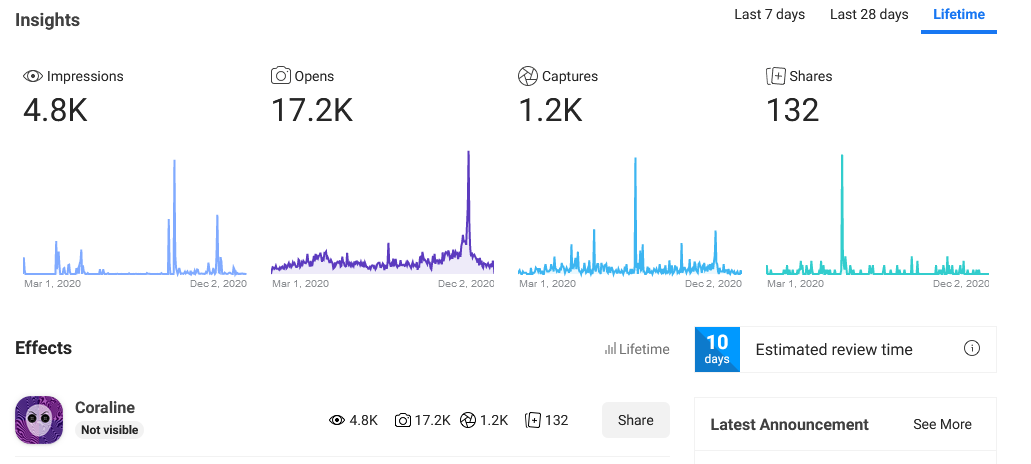 Insights
Last 7 days
Last 28 days
Lifetime
Impressions
Opens
Captures
Shares
4.8K
17.2K
1.2K
132
Mar 1, 2020
Dec 2, 2020
Mar 1, 2020
Dec 2, 2020
Mar 1, 2020
Dec 2, 2020
Mar 1, 2020
Dec 2, 2020
Effects
Lifetime
10
days
Estimated review time
Coraline
Not visible
4.8K
17.2K
1.2K
132
Share
Latest Announcement
See More